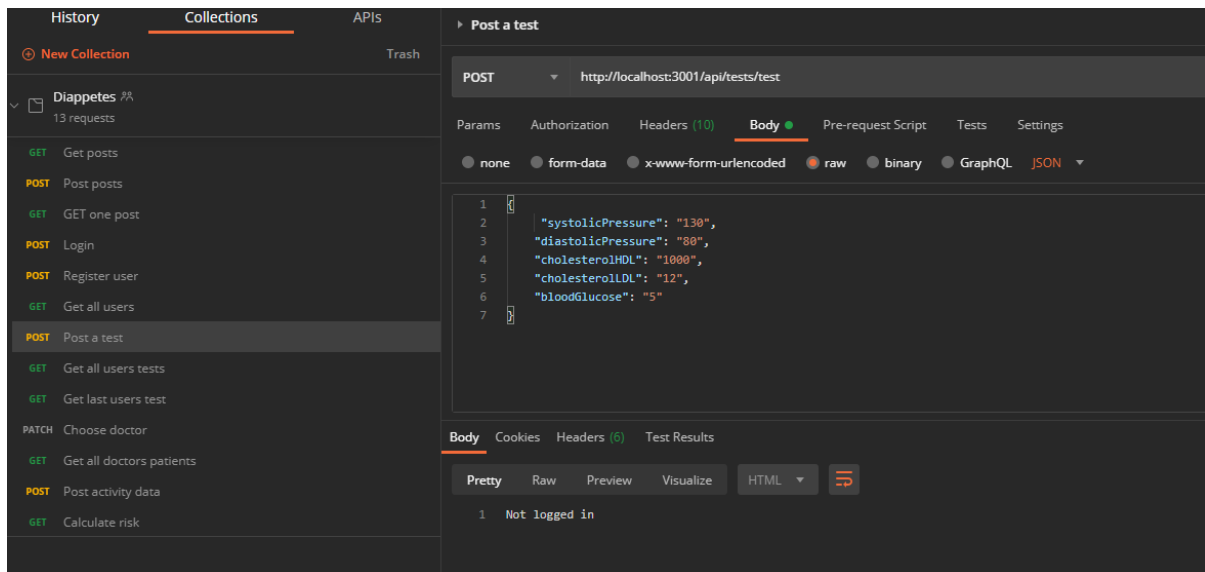 History Collections APIs
New Collection Trash
Diappetes
13 requests
GET Get posts
POST Post posts
GET GET one post
POST Login
POST Register user
GET Get all users
POST Post a test
GET Get all users tests
GET Get last users test
PATCH Choose doctor
GET Get all doctors patients
POST Post activity data
GET Calculate risk
Post a test
POST http://localhost:3001/api/tests/test
Params Authorization Headers (10) Body Pre-request Script Tests Settings
none form-data x-www-form-urlencoded raw binary GraphQL JSON
1 {
2 "systolicPressure": "130",
3 "diastolicPressure": "80",
4 "cholesterolHDL": "1000",
5 "cholesterolLDL": "12",
6 "bloodGlucose": "5"
7 }
Body Cookies Headers (6) Test Results
Pretty Raw Preview Visualize HTML
1 Not logged in